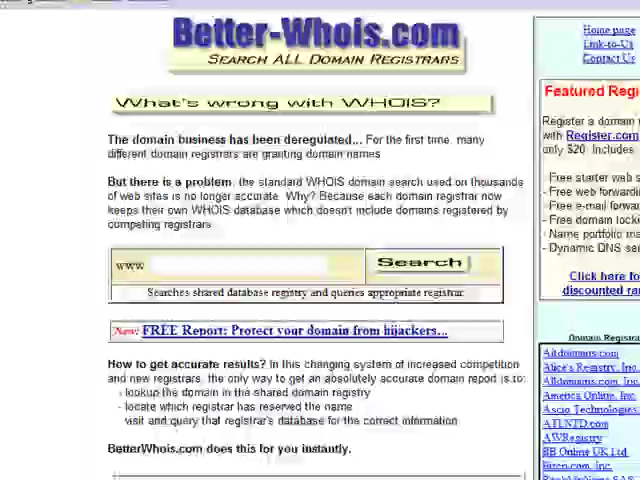 Better-Whois.com
SEARCH ALL DOMAIN REGISTRARS
What's wrong with WHOIS?
The domain business has been deregulated... For the first time, many
different domain registrars are granting domain names
But there is a problem, the standard WHOIS domain search used on thousands
of web sites is no longer accurate. Why? Because each domain registrar now
keeps their own WHOIS database which doesn't include domains registered by
competing registrars
www Search
Searches shared database registry and queries appropriate registrar.
New: FREE Report: Protect your domain from hijackers...
How to get accurate results? In this changing system of increased competition
and new registrars, the only way to get an absolutely accurate domain report is to:
- lookup the domain in the shared domain registry
- locate which registrar has reserved the name
visit and query that registrar's database for the correct information
BetterWhois.com does this for you instantly.
Home page
Link-to-Us
Contact Us
Featured Regi
Register a domain
with Register.com
only $20. Includes
Free starter web s
- Free web forwardi
- Free e-mail forwa
- Free domain lock
- Name portfolio ma
- Dynamic DNS se
Click here fo
discounted ra
Domain Registra
Aitdomains.com
Alice's Registry, Inc.
Alldomains.com, Inc.
America Online, Inc.
Ascio Technologies
ATLNTD.com
AWRegistry
BB Online UK Ltd.